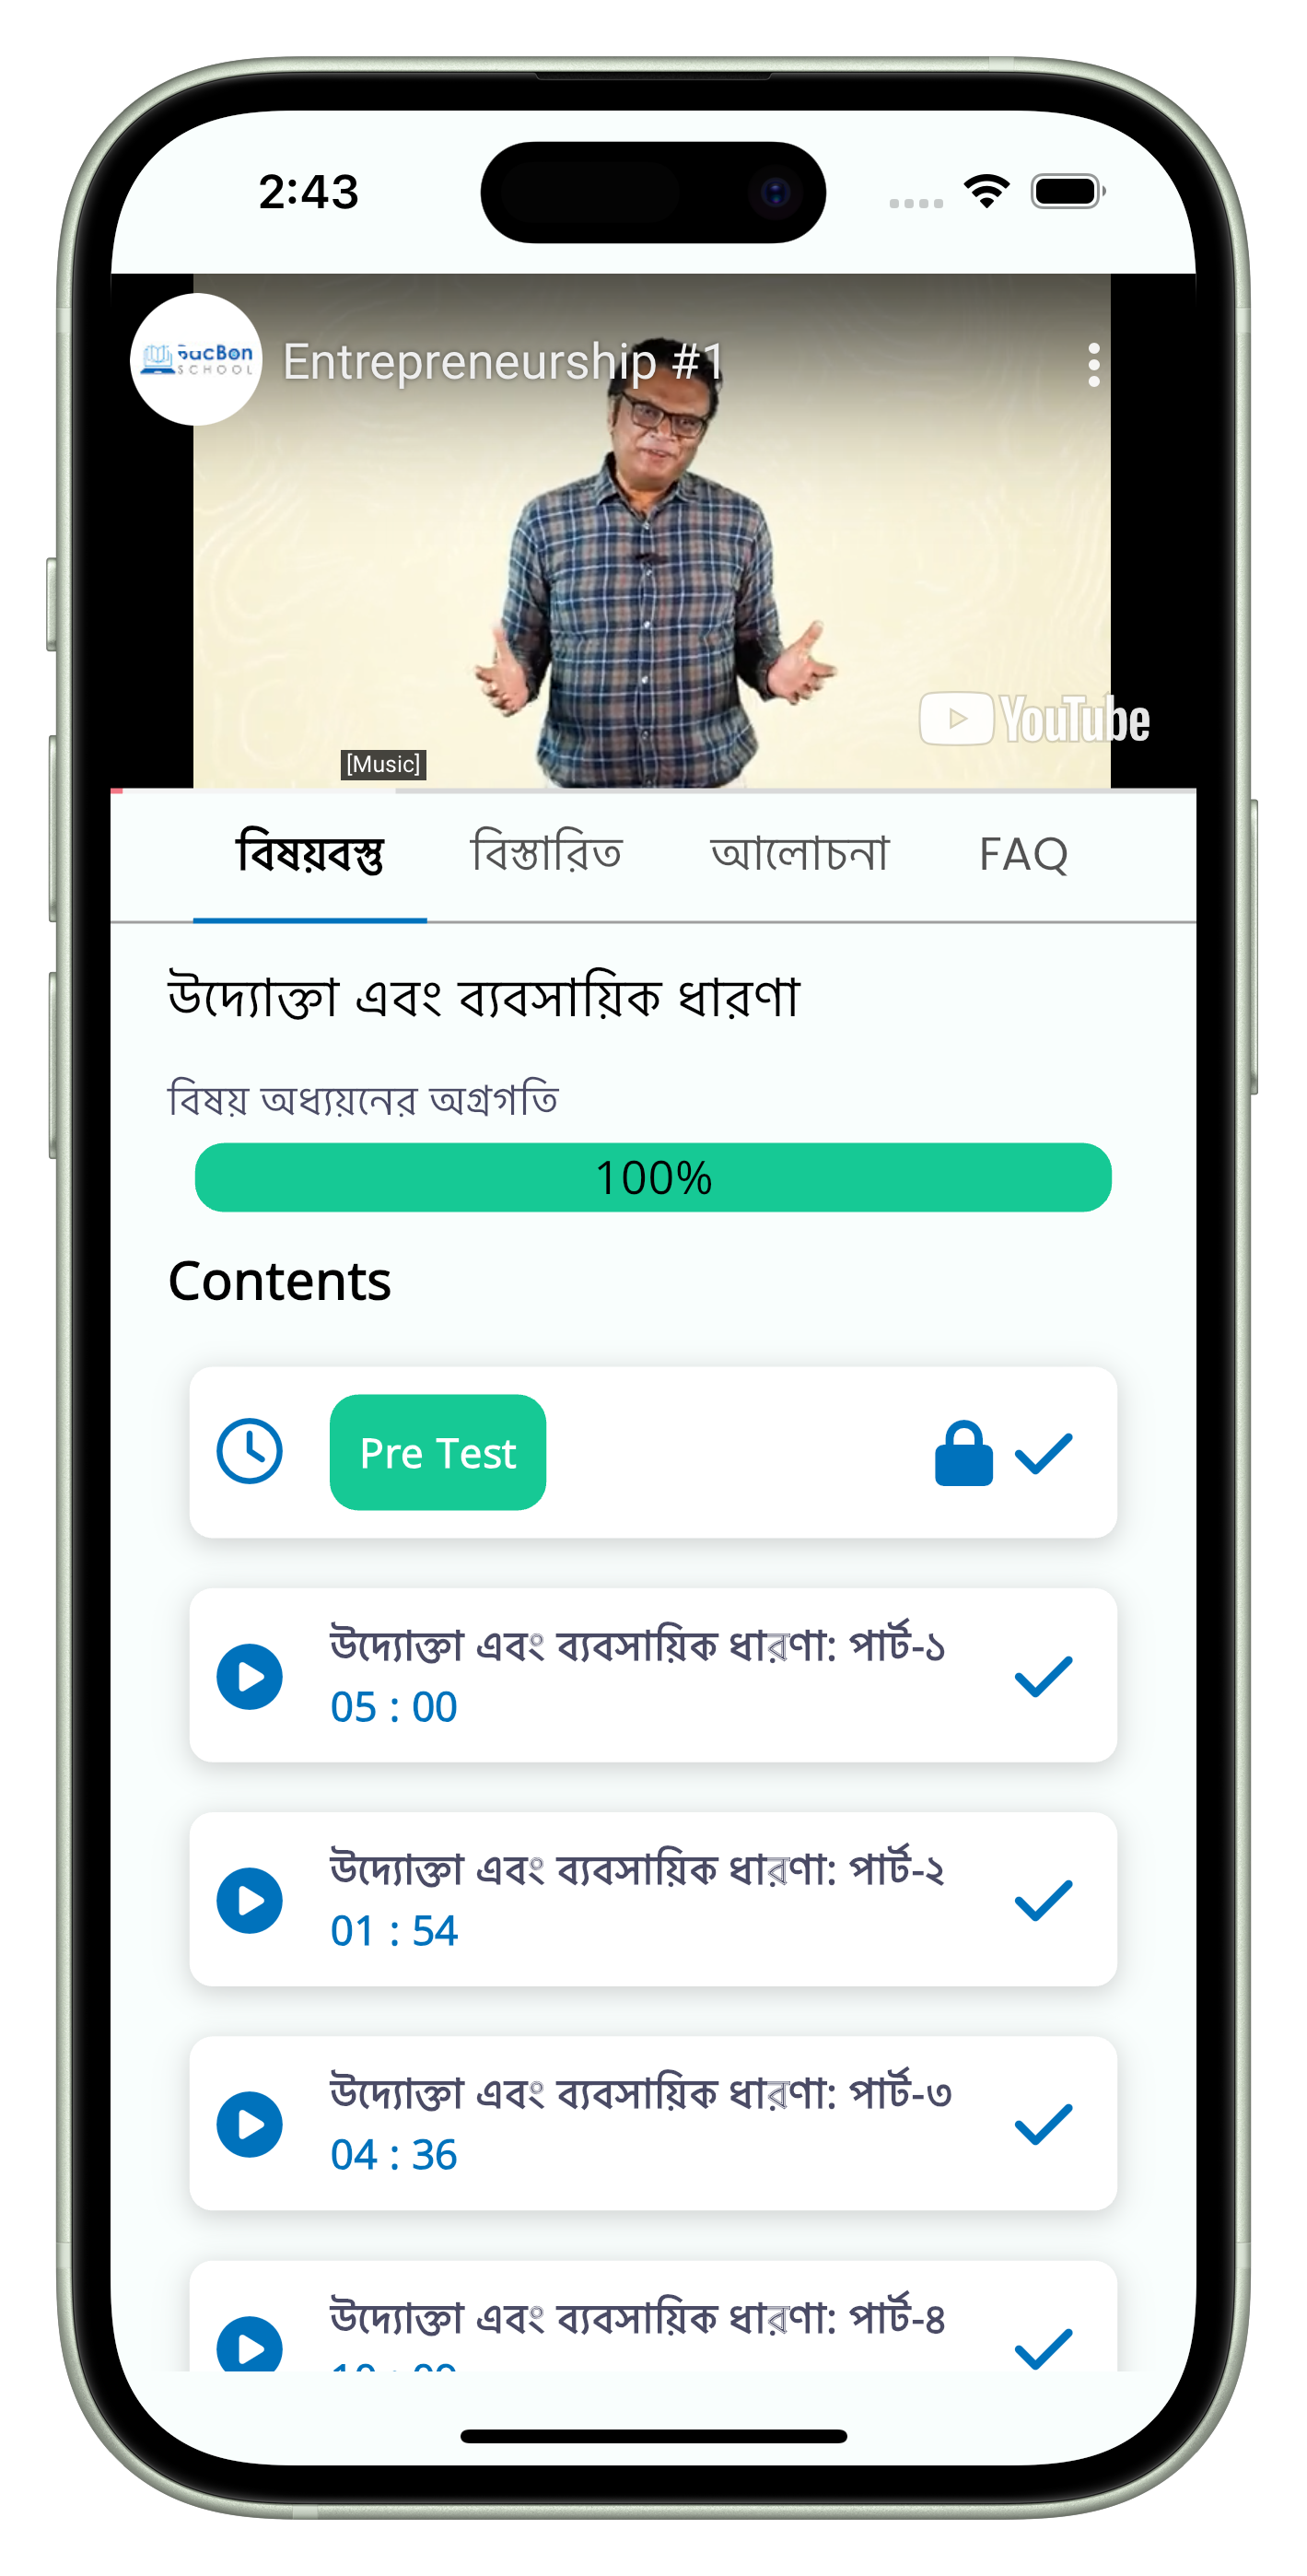 2:43
SucBon
SCHOOL
Entrepreneurship #1
YouTube
[Music]
বিষয়বস্তু বিস্তারিত আলোচনা FAQ
উদ্যোক্তা এবং ব্যবসায়িক ধারণা
বিষয় অধ্যয়নের অগ্রগতি
100%
Contents
Pre Test
উদ্যোক্তা এবং ব্যবসায়িক ধারণা: পার্ট-১
05 : 00
উদ্যোক্তা এবং ব্যবসায়িক ধারণা: পার্ট-২
01 : 54
উদ্যোক্তা এবং ব্যবসায়িক ধারণা: পার্ট-৩
04 : 36
উদ্যোক্তা এবং ব্যবসায়িক ধারণা: পার্ট-৪